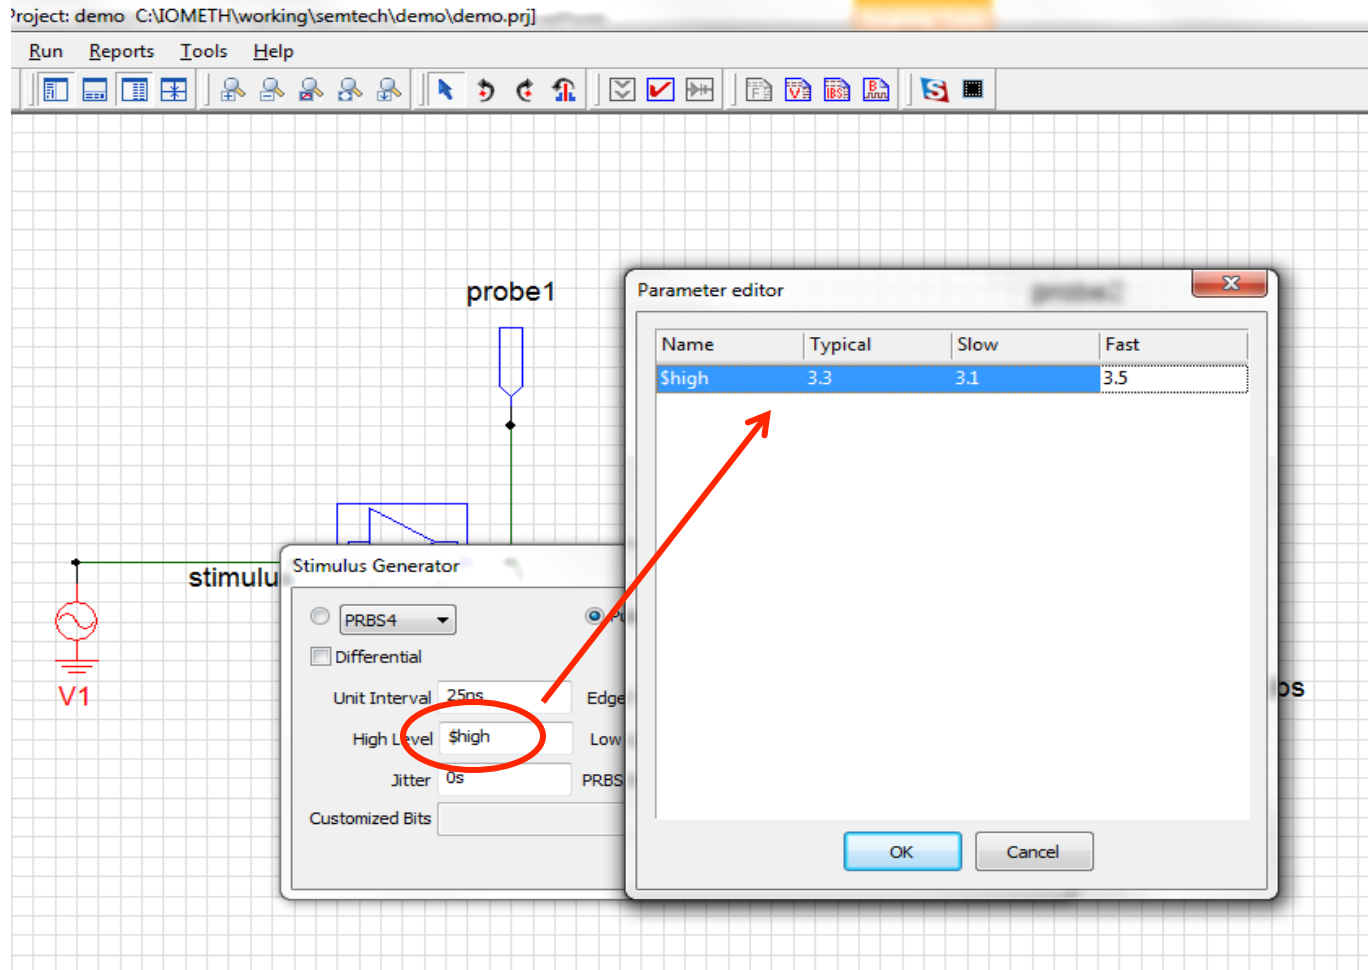 Project: demo  C:\IOMETH\working\semtech\demo\demo.prj]
Run Reports Tools Help
probe1
Parameter editor
probe2
Name Typical Slow Fast
$high 3.3 3.1 3.5
stimulu
Stimulus Generator
PRBS4
Differential
V1
Unit Interval 25ns Edge
High Level $high Low
Jitter 0s PRBS
Customized Bits
OK Cancel